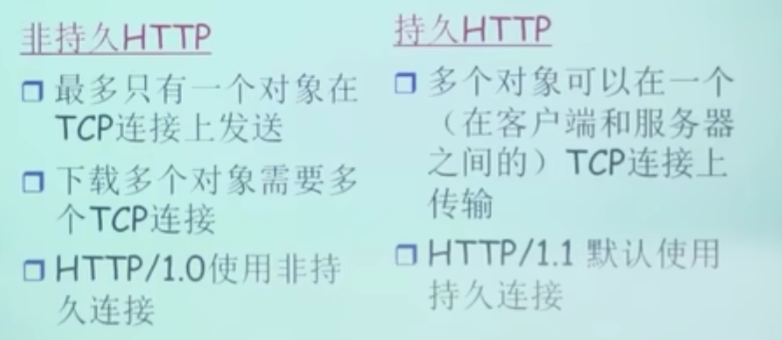 非持久HTTP
最多只有一个对象在
TCP连接上发送
下载多个对象需要多
个TCP连接
HTTP/1.0使用非持
久连接
持久HTTP
多个对象可以在一个
（在客户端和服务器
之间的）TCP连接上
传输
HTTP/1.1 默认使用
持久连接